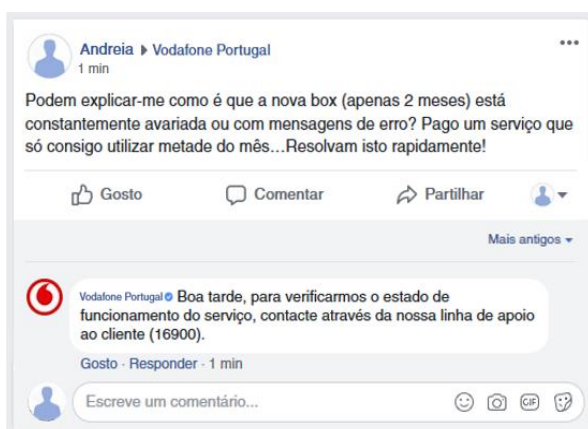 Andreia ▸ Vodafone Portugal
1 min
Podem explicar-me como é que a nova box (apenas 2 meses) está
constantemente avariada ou com mensagens de erro? Pago um serviço que
só consigo utilizar metade do mês…Resolvam isto rapidamente!
Gosto Comentar Partilhar
Mais antigos
Vodafone Portugal Boa tarde, para verificarmos o estado de
funcionamento do serviço, contacte através da nossa linha de apoio
ao cliente (16900).
Gosto · Responder · 1 min
Escreve um comentário...
GIF